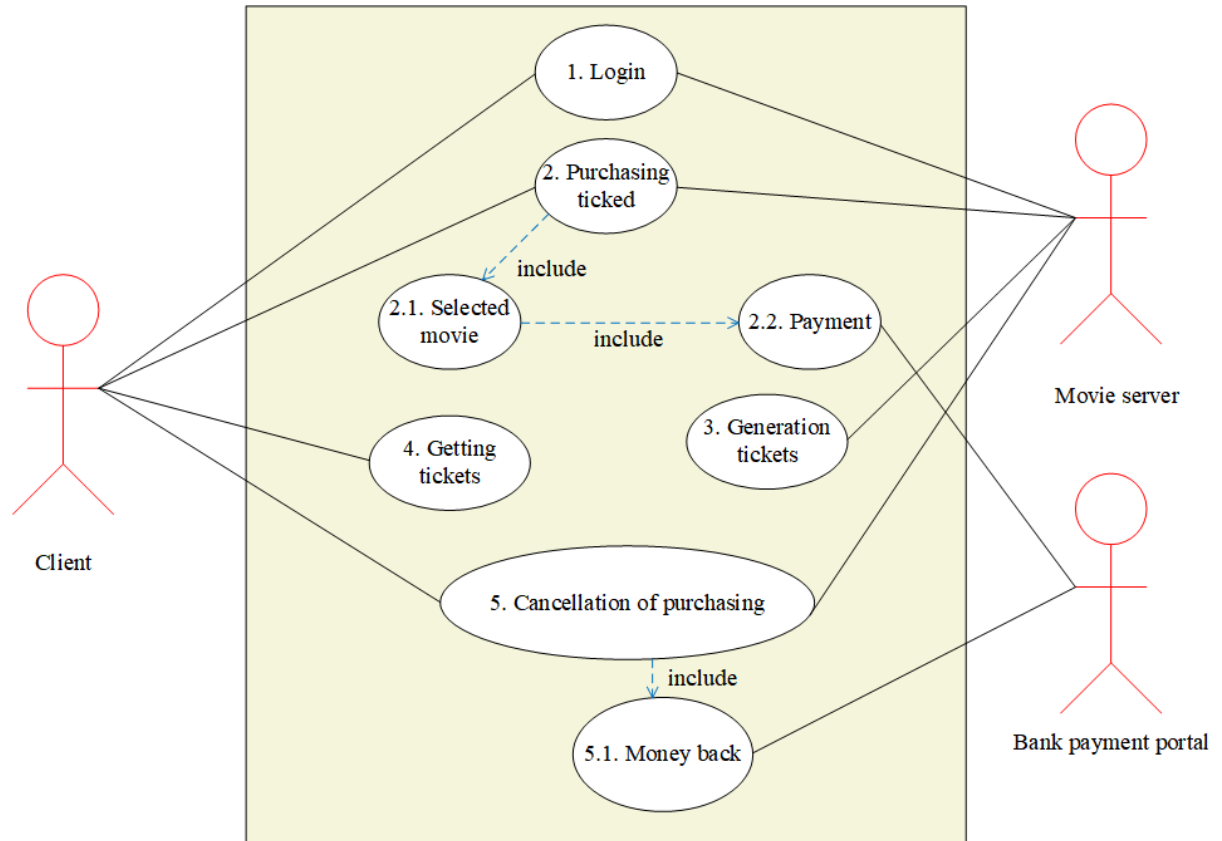 1. Login
2. Purchasing
ticked
include
2.1. Selected
movie
include
2.2. Payment
Movie server
4. Getting
tickets
3. Generation
tickets
Client
5. Cancellation of purchasing
include
5.1. Money back
Bank payment portal